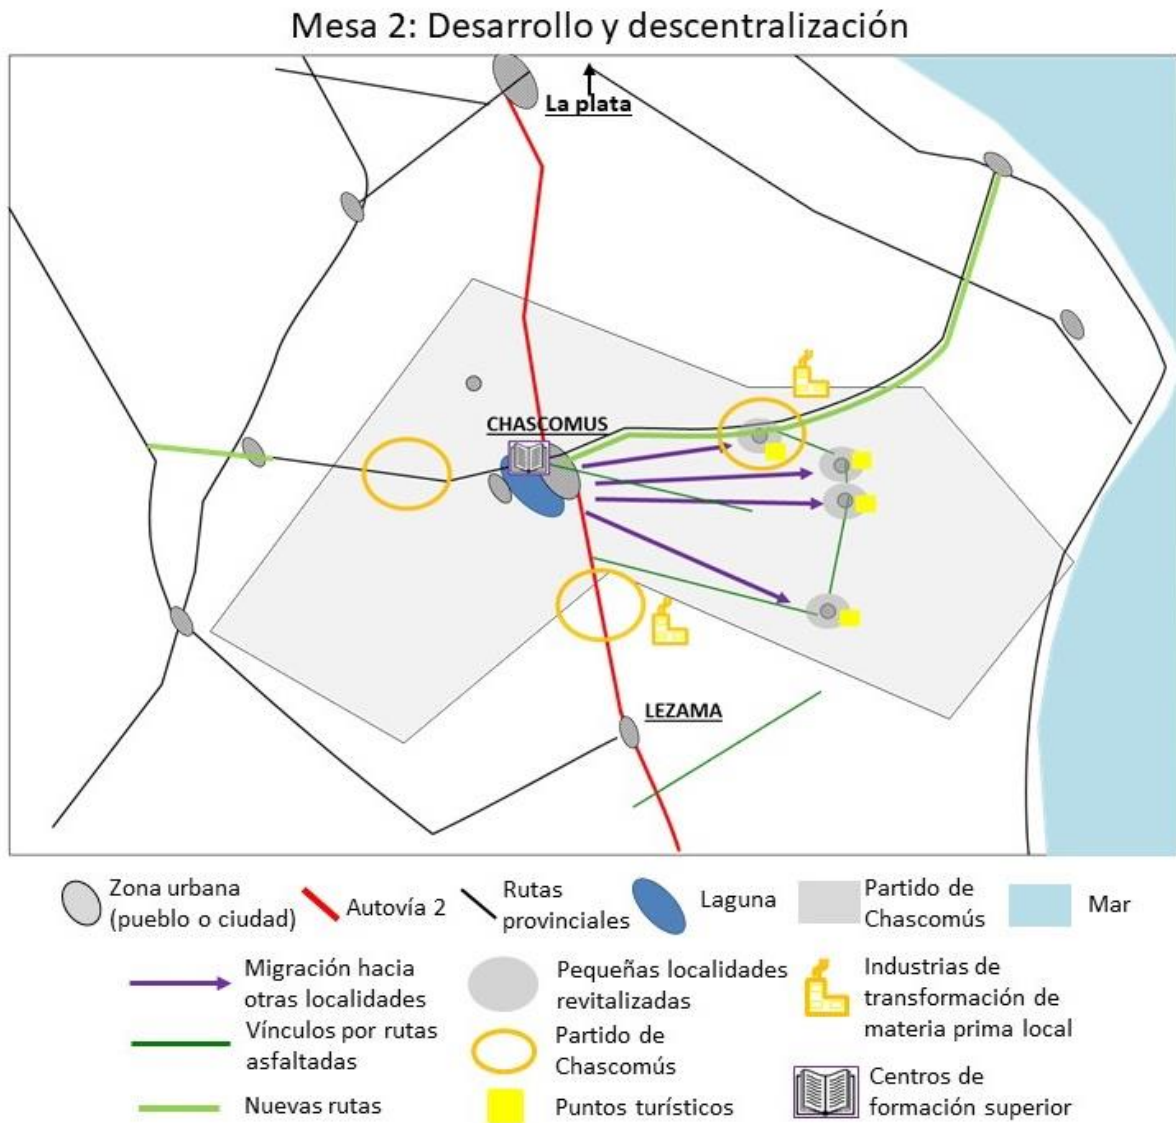 Mesa 2: Desarrollo y descentralización
La plata
CHASCOMUS
LEZAMA
Zona urbana
(pueblo o ciudad)
Autovía 2
Rutas
provinciales
Laguna
Partido de
Chascomús
Mar
Migración hacia
otras localidades
Pequeñas localidades
revitalizadas
Industrias de
transformación de
materia prima local
Vínculos por rutas
asfaltadas
Partido de
Chascomús
Centros de
formación superior
Nuevas rutas
Puntos turísticos